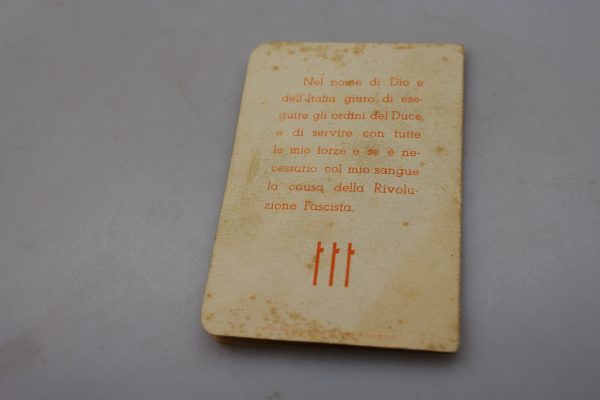 Nel nome di Dio e
dell'Italia giuro di ese-
guire gli ordini del Duce
e di servire con tutte
le mie forze e se è ne-
cessario col mio sangue
la causa della Rivolu-
zione Fascista.